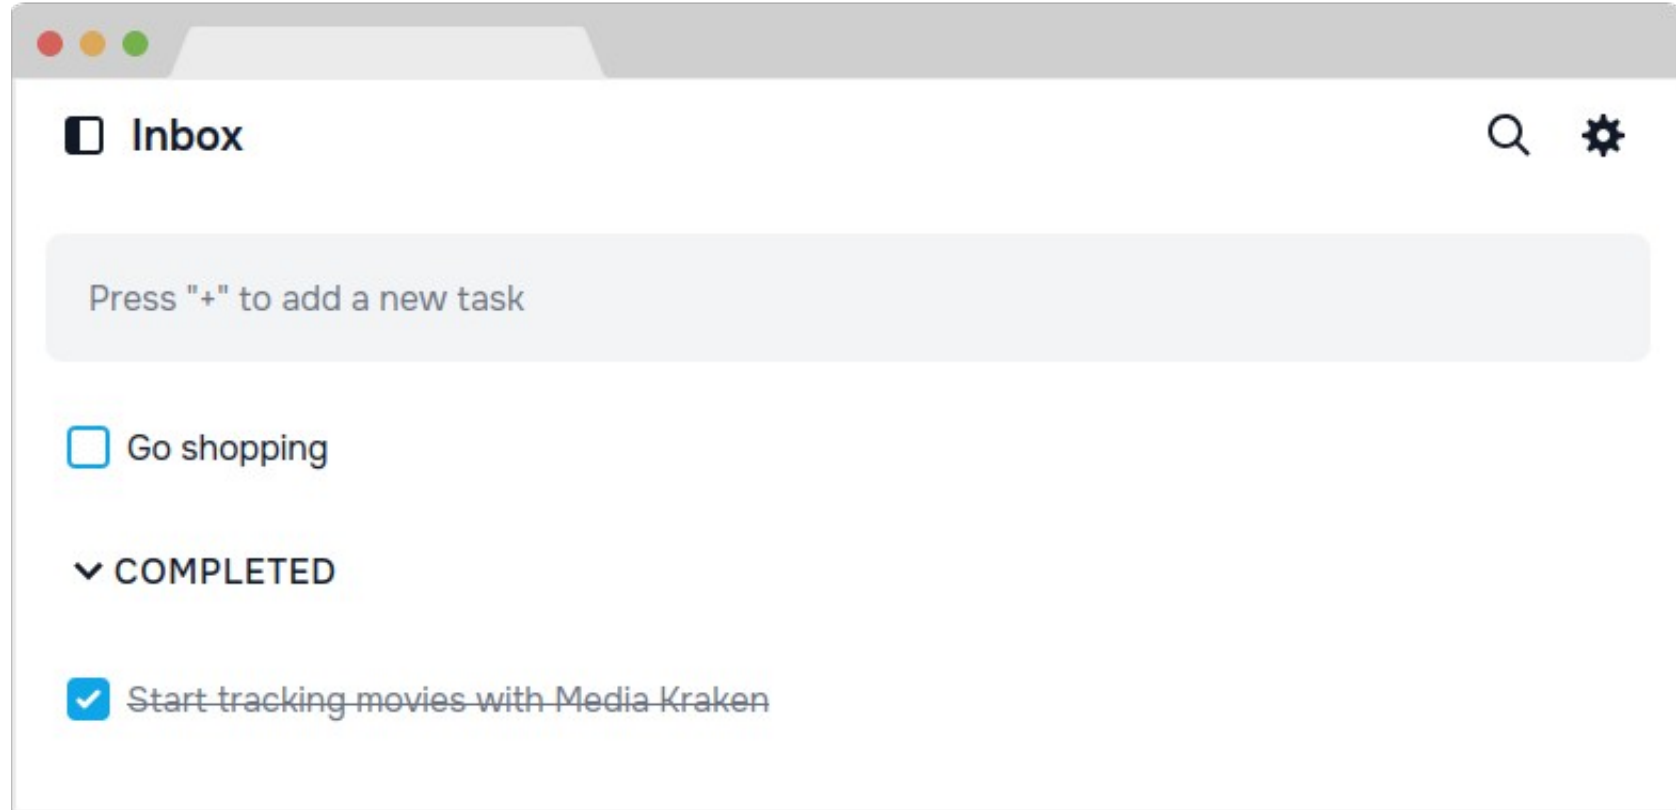 Inbox
Press "+" to add a new task
Go shopping
COMPLETED
Start tracking movies with Media Kraken